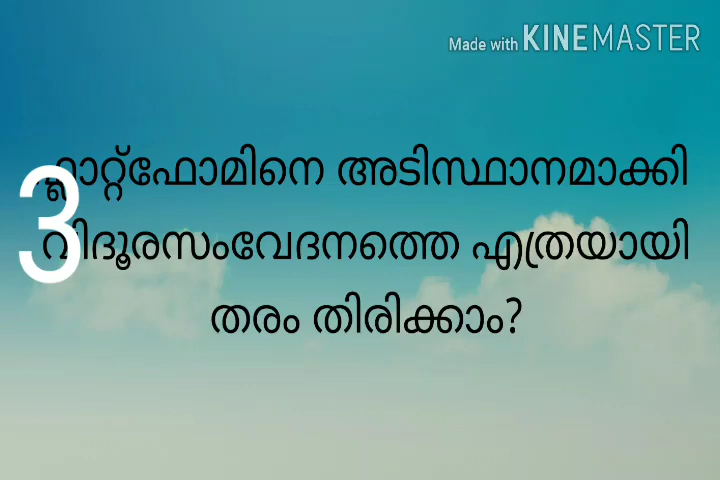 Made with KINEMASTER
പ്ലാറ്റ്ഫോമിനെ അടിസ്ഥാനമാക്കി
3 വിദൂരസംവേദനത്തെ എത്രയായി
തരം തിരിക്കാം?